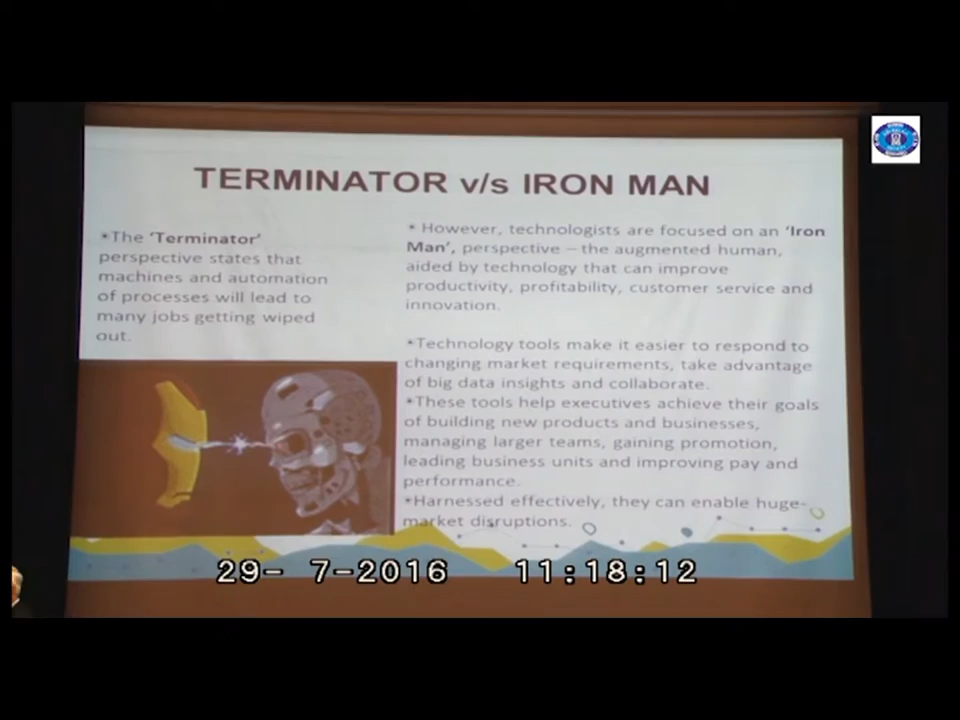 TERMINATOR v/s IRON MAN
*The 'Terminator'
perspective states that
machines and automation
of processes will lead to
many jobs getting wiped
out.
* However, technologists are focused on an 'Iron
Man', perspective – the augmented human,
aided by technology that can improve
productivity, profitability, customer service and
innovation.
*Technology tools make it easier to respond to
changing market requirements, take advantage
of big data insights and collaborate.
*These tools help executives achieve their goals
of building new products and businesses,
managing larger teams, gaining promotion,
leading business units and improving pay and
performance.
*Harnessed effectively, they can enable huge-
market disruptions.
29- 7-2016 11:18:12